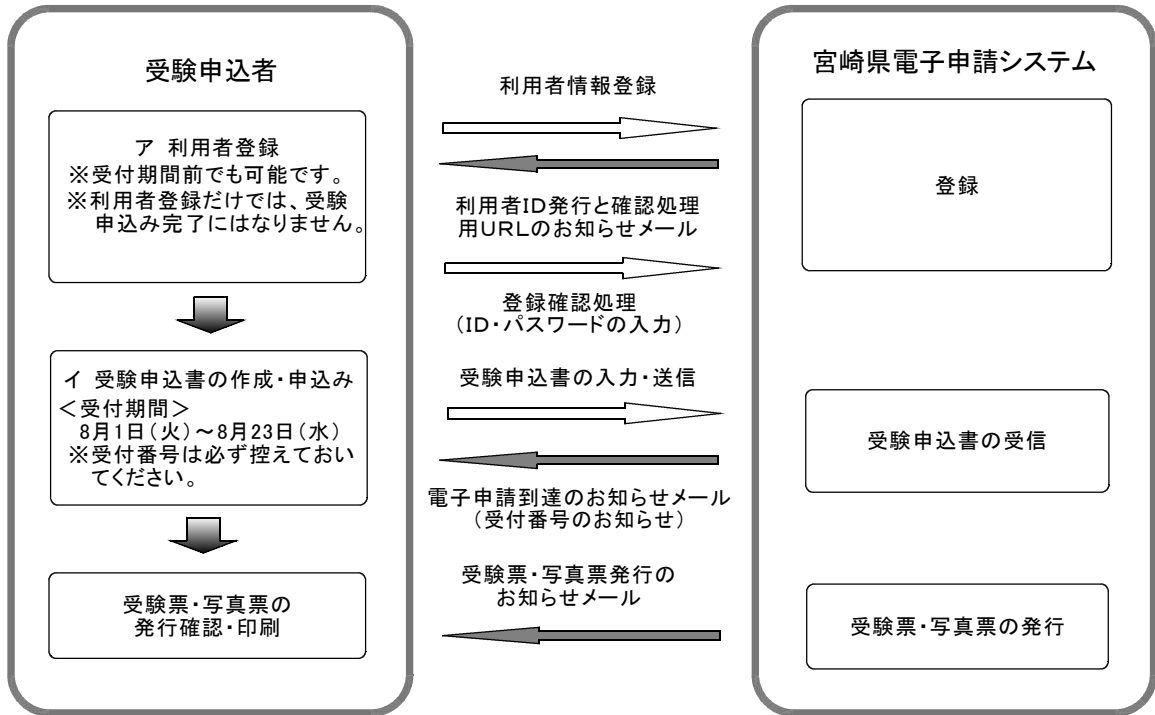 受験申込者
ア 利用者登録
※受付期間前でも可能です。
※利用者登録だけでは、受験
申込み完了にはなりません。
イ 受験申込書の作成・申込み
＜受付期間＞
8月1日（火）～8月23日（水）
※受付番号は必ず控えておい
てください。
受験票・写真票の
発行確認・印刷
利用者情報登録
利用者ID発行と確認処理
用URLのお知らせメール
登録確認処理
（ID・パスワードの入力）
受験申込書の入力・送信
電子申請到達のお知らせメール
（受付番号のお知らせ）
受験票・写真票発行の
お知らせメール
宮崎県電子申請システム
登録
受験申込書の受信
受験票・写真票の発行